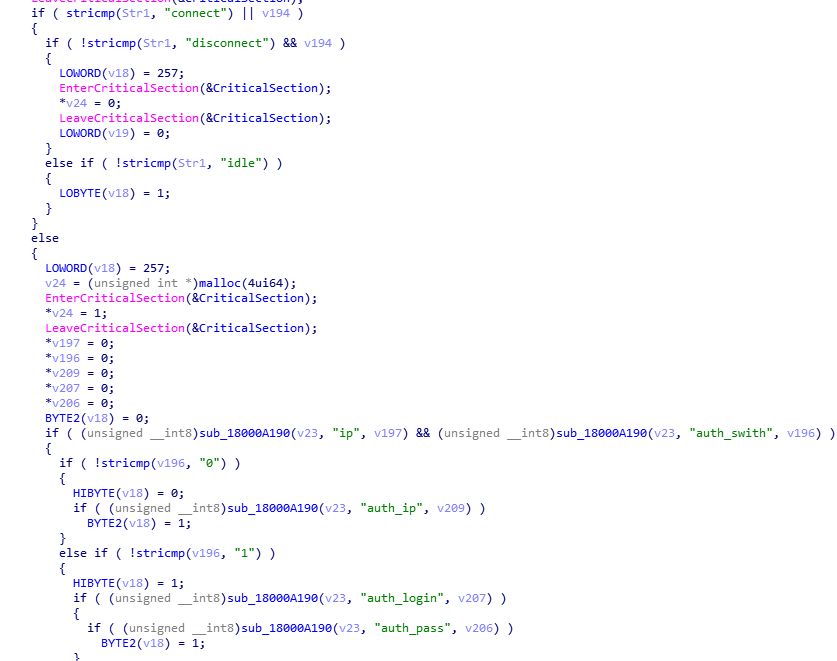 LeaveCriticalSection(&CriticalSection);
if ( stricmp(Str1, "connect") || v194 )
{
if ( !stricmp(Str1, "disconnect") && v194 )
{
LOWORD(v18) = 257;
EnterCriticalSection(&CriticalSection);
*v24 = 0;
LeaveCriticalSection(&CriticalSection);
LOWORD(v19) = 0;
}
else if ( !stricmp(Str1, "idle") )
{
LOBYTE(v18) = 1;
}
}
else
{
LOWORD(v18) = 257;
v24 = (unsigned int *)malloc(4ui64);
EnterCriticalSection(&CriticalSection);
*v24 = 1;
LeaveCriticalSection(&CriticalSection);
*v197 = 0;
*v196 = 0;
*v209 = 0;
*v207 = 0;
*v206 = 0;
BYTE2(v18) = 0;
if ( (unsigned __int8)sub_18000A190(v23, "ip", v197) && (unsigned __int8)sub_18000A190(v23, "auth_swith", v196) )
{
if ( !stricmp(v196, "0") )
{
HIBYTE(v18) = 0;
if ( (unsigned __int8)sub_18000A190(v23, "auth_ip", v209) )
BYTE2(v18) = 1;
}
else if ( !stricmp(v196, "1") )
{
HIBYTE(v18) = 1;
if ( (unsigned __int8)sub_18000A190(v23, "auth_login", v207) )
{
if ( (unsigned __int8)sub_18000A190(v23, "auth_pass", v206) )
BYTE2(v18) = 1;
}